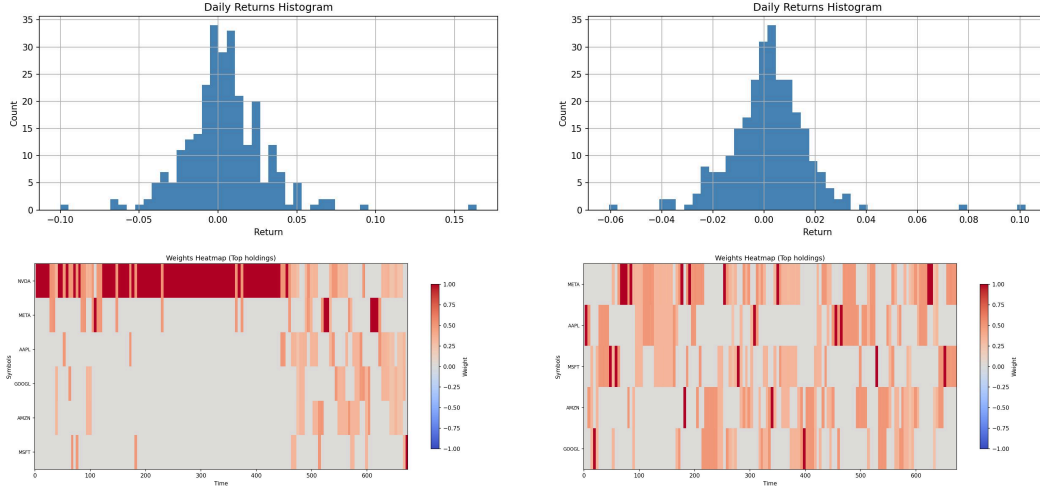 Daily Returns Histogram
35
30
25
20
15
10
5
0
Count
−0.10 −0.05 0.00 0.05 0.10 0.15
Return
Daily Returns Histogram
35
30
25
20
15
10
5
0
Count
−0.06 −0.04 −0.02 0.00 0.02 0.04 0.06 0.08 0.10
Return
Weights Heatmap (Top holdings)
NVDA
META
AAPL
GOOGL
AMZN
MSFT
Symbols
0 100 200 300 400 500 600
Time
1.00
0.75
0.50
0.25
0.00
−0.25
−0.50
−0.75
−1.00
Weight
Weights Heatmap (Top holdings)
META
AAPL
MSFT
AMZN
GOOGL
Symbols
0 100 200 300 400 500 600
Time
1.00
0.75
0.50
0.25
0.00
−0.25
−0.50
−0.75
−1.00
Weight